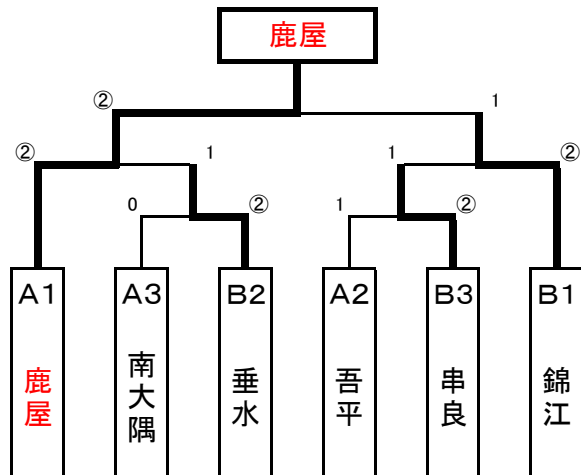 鹿屋
② 1
② 1 1 ②
0 ② 1 ②
A1 A3 B2 A2 B3 B1
鹿屋 南大隅 垂水 吾平 串良 錦江